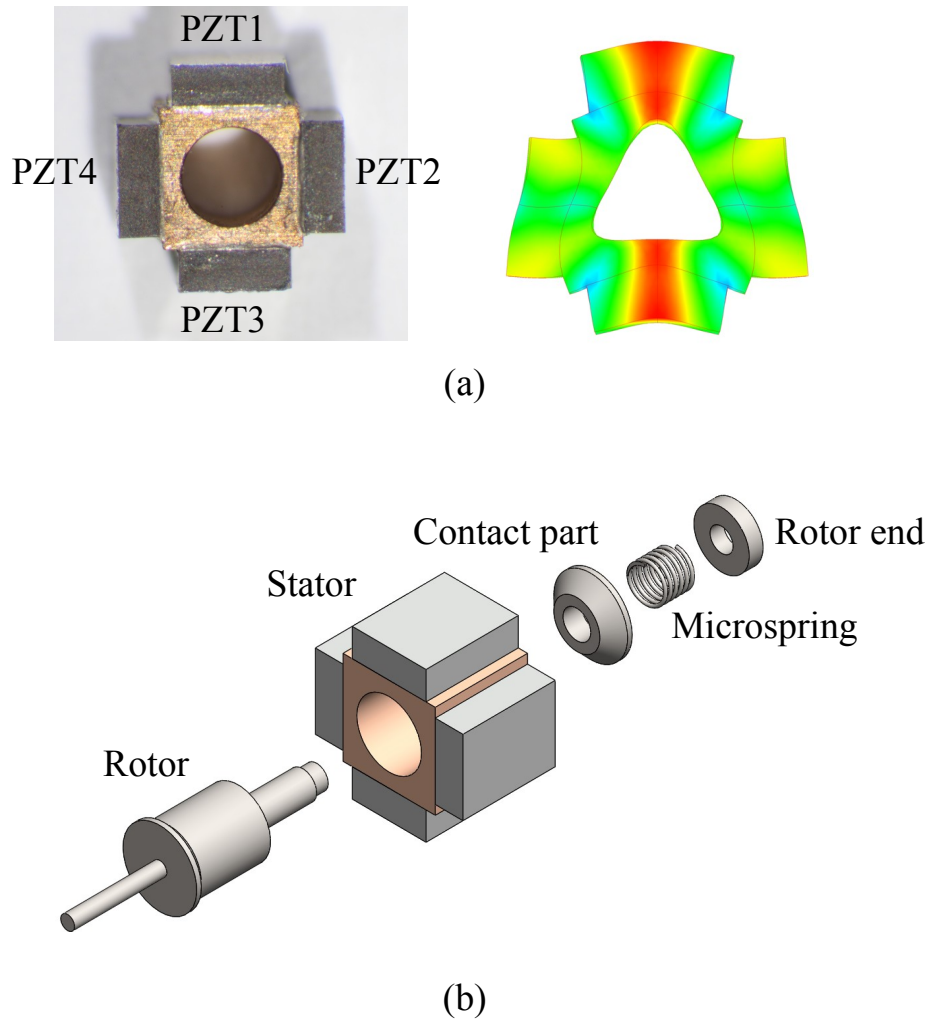 PZT1
PZT4
PZT2
PZT3
(a)
Contact part
Rotor end
Stator
Microspring
Rotor
(b)